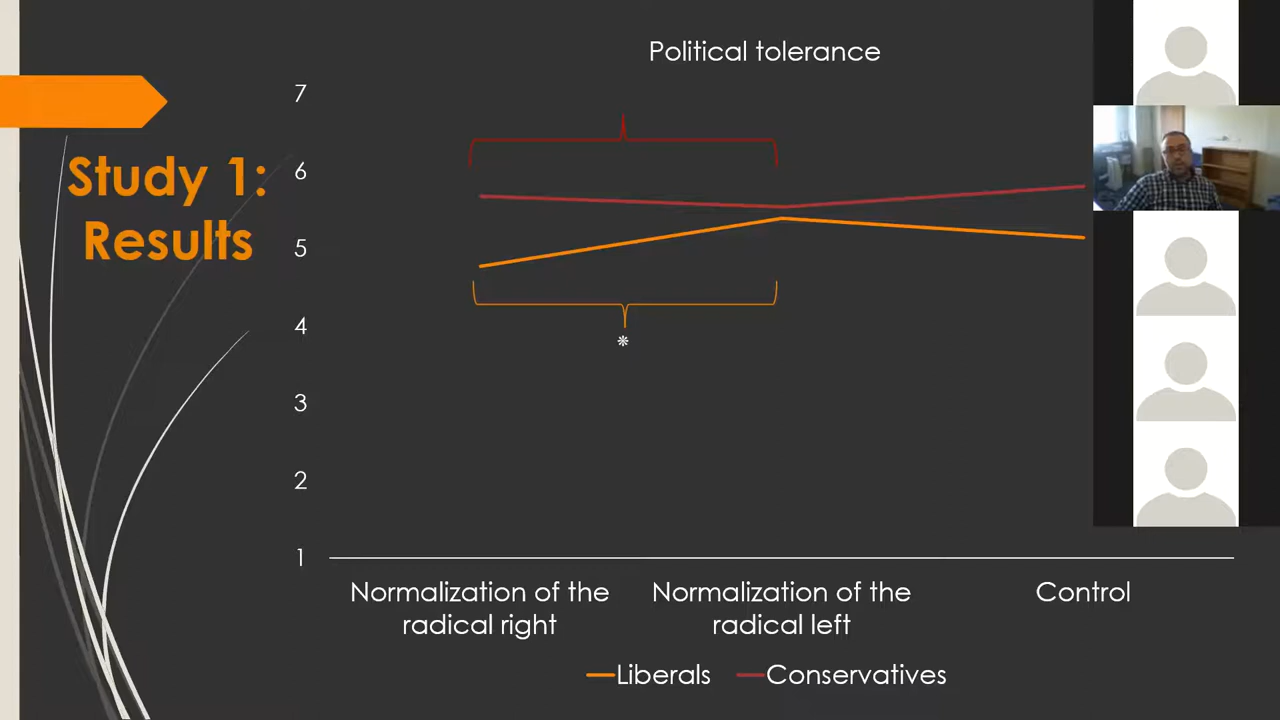 Political tolerance
Study 1:
Results
7
6
5
4
3
2
1
*
Normalization of the
radical right
Normalization of the
radical left
Control
Liberals
Conservatives